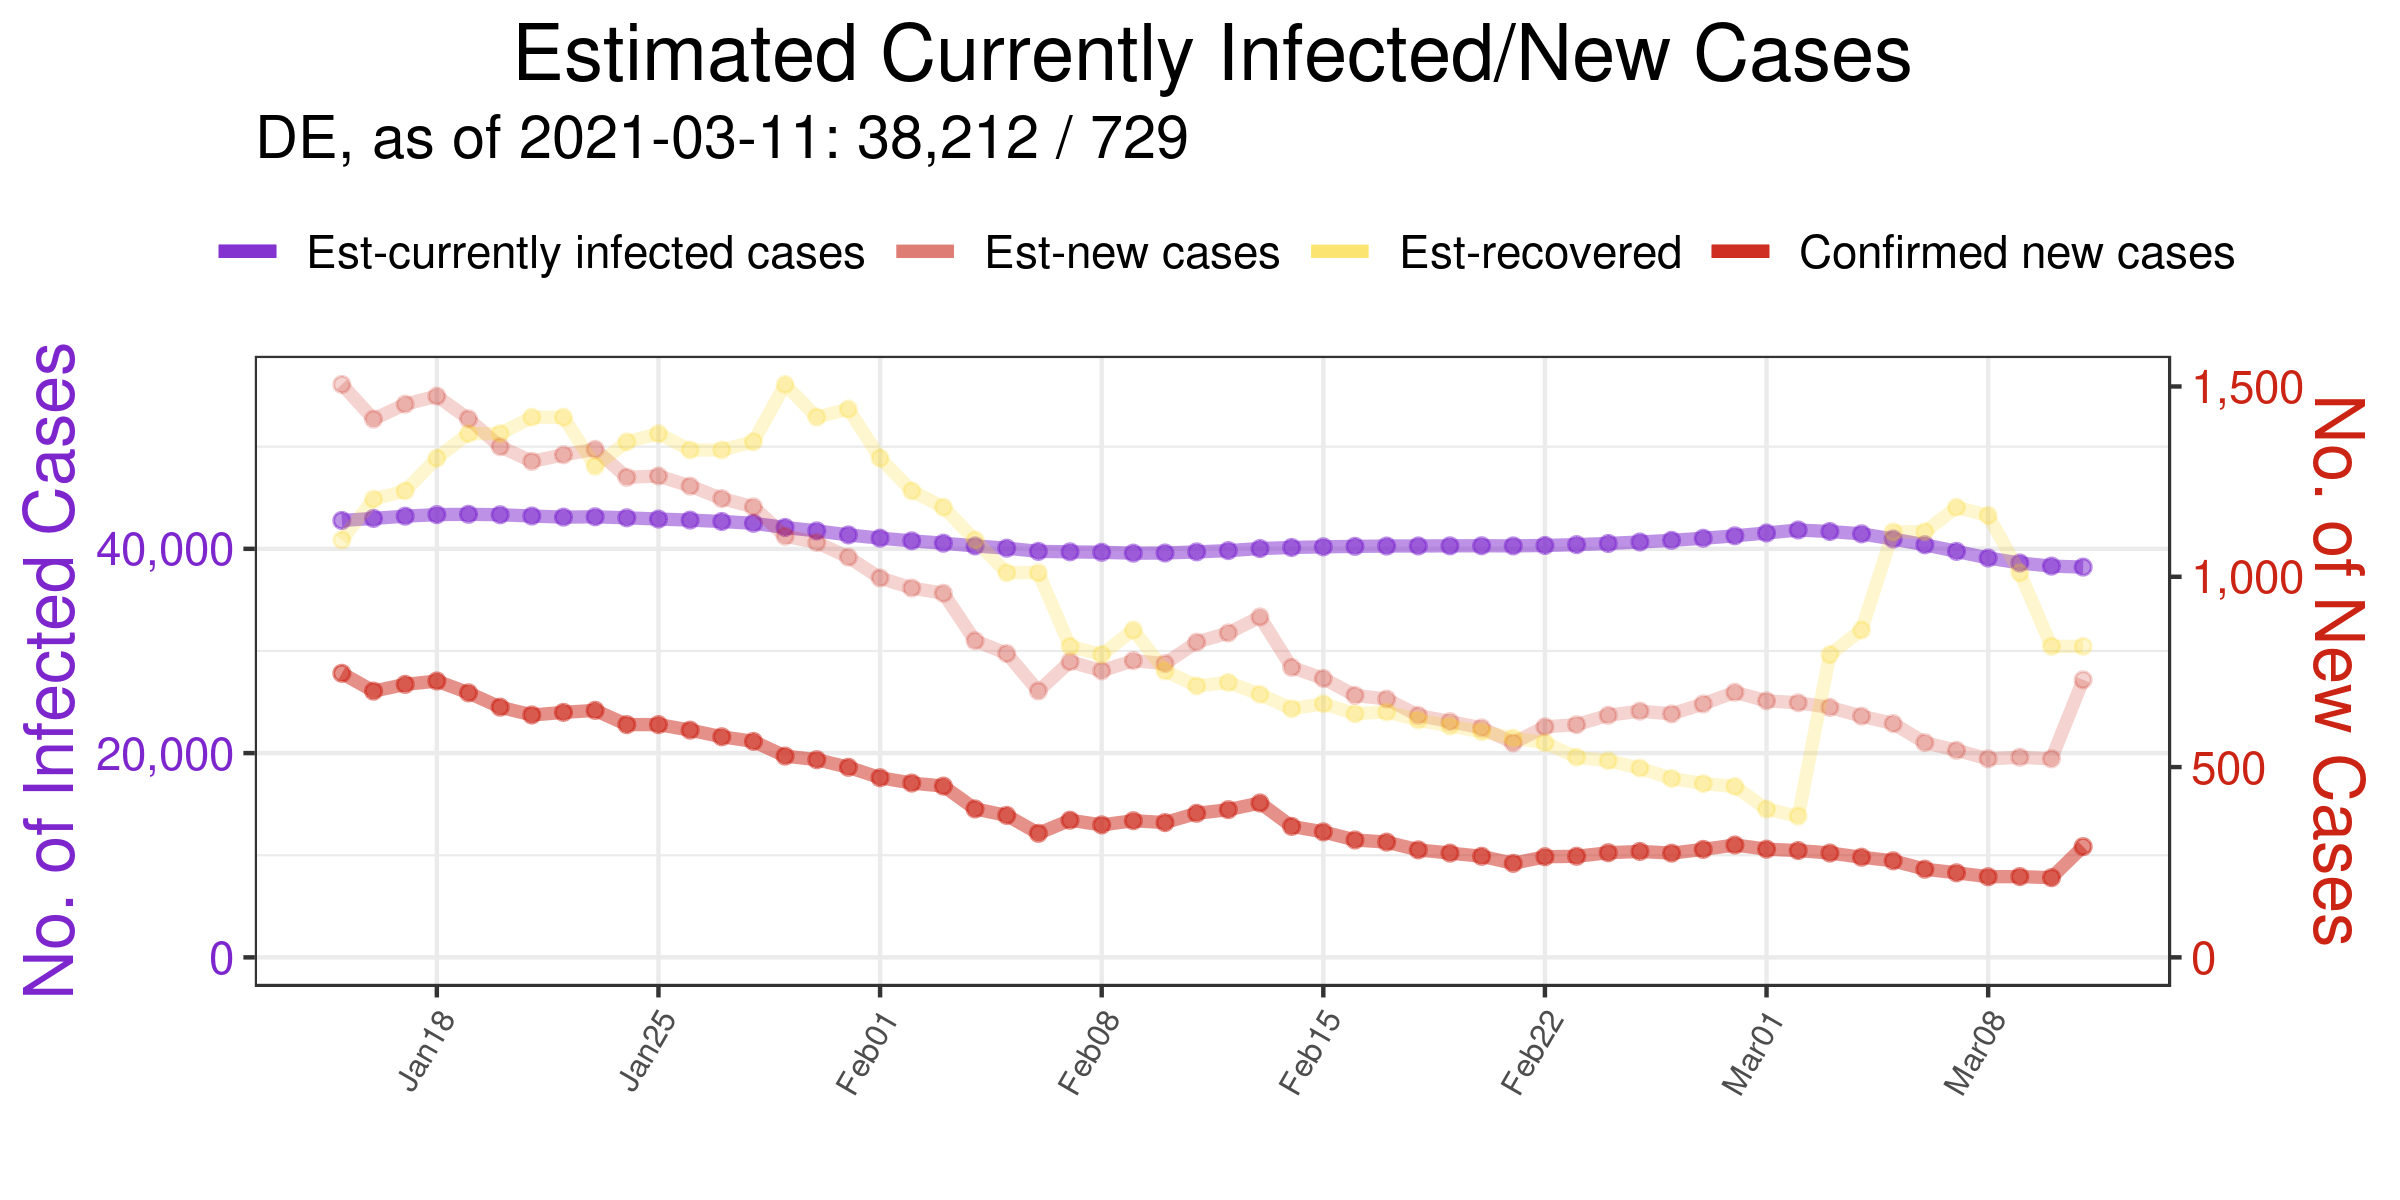 Estimated Currently Infected/New Cases
DE, as of 2021-03-11: 38,212 / 729
Est-currently infected cases Est-new cases Est-recovered Confirmed new cases
No. of Infected Cases
40,000
20,000
0
1,500
1,000
500
0
No. of New Cases
Jan18 Jan25 Feb01 Feb08 Feb15 Feb22 Mar01 Mar08